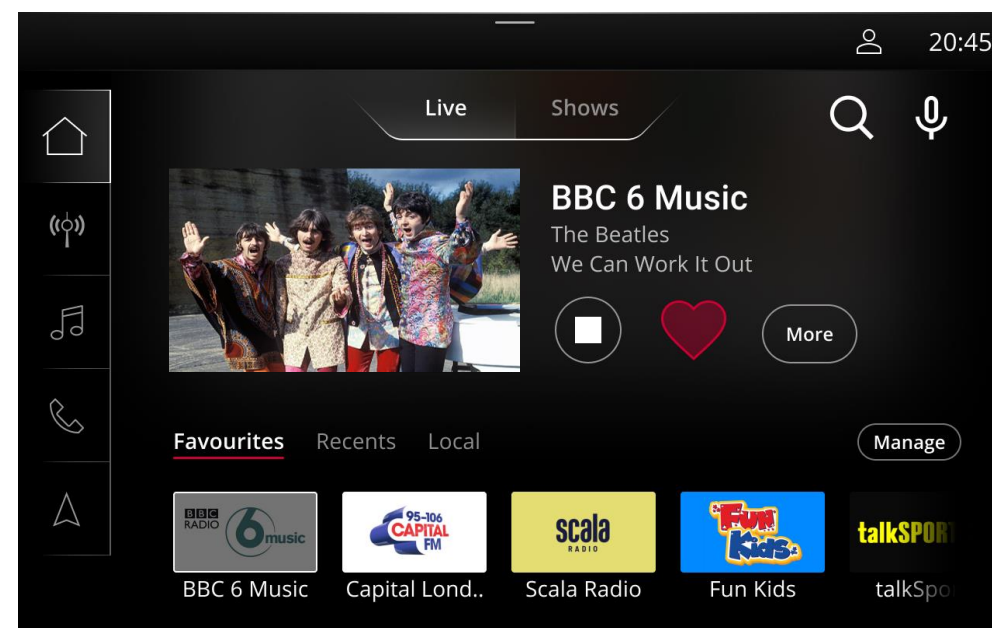 20:45
Live
Shows
BBC 6 Music
The Beatles
We Can Work It Out
More
Favourites
Recents
Local
Manage
BBC
RADIO
6
music
95-106
CAPITAL
FM
scala
RADIO
Fun
Kids
talkSPORT
BBC 6 Music
Capital Lond..
Scala Radio
Fun Kids
talkSpo